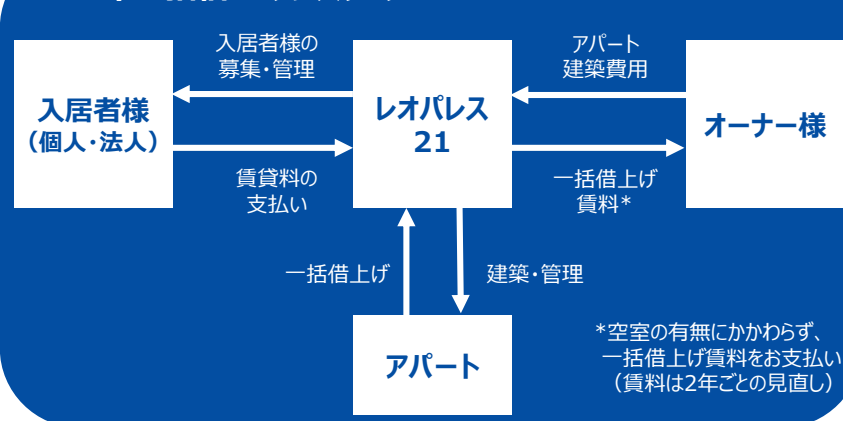 入居者様の
募集・管理
アパート
建築費用
入居者様
（個人・法人）
レオパレス
21
オーナー様
賃貸料の
支払い
一括借上げ
賃料*
一括借上げ
建築・管理
アパート
*空室の有無にかかわらず、
一括借上げ賃料をお支払い
（賃料は2年ごとの見直し）